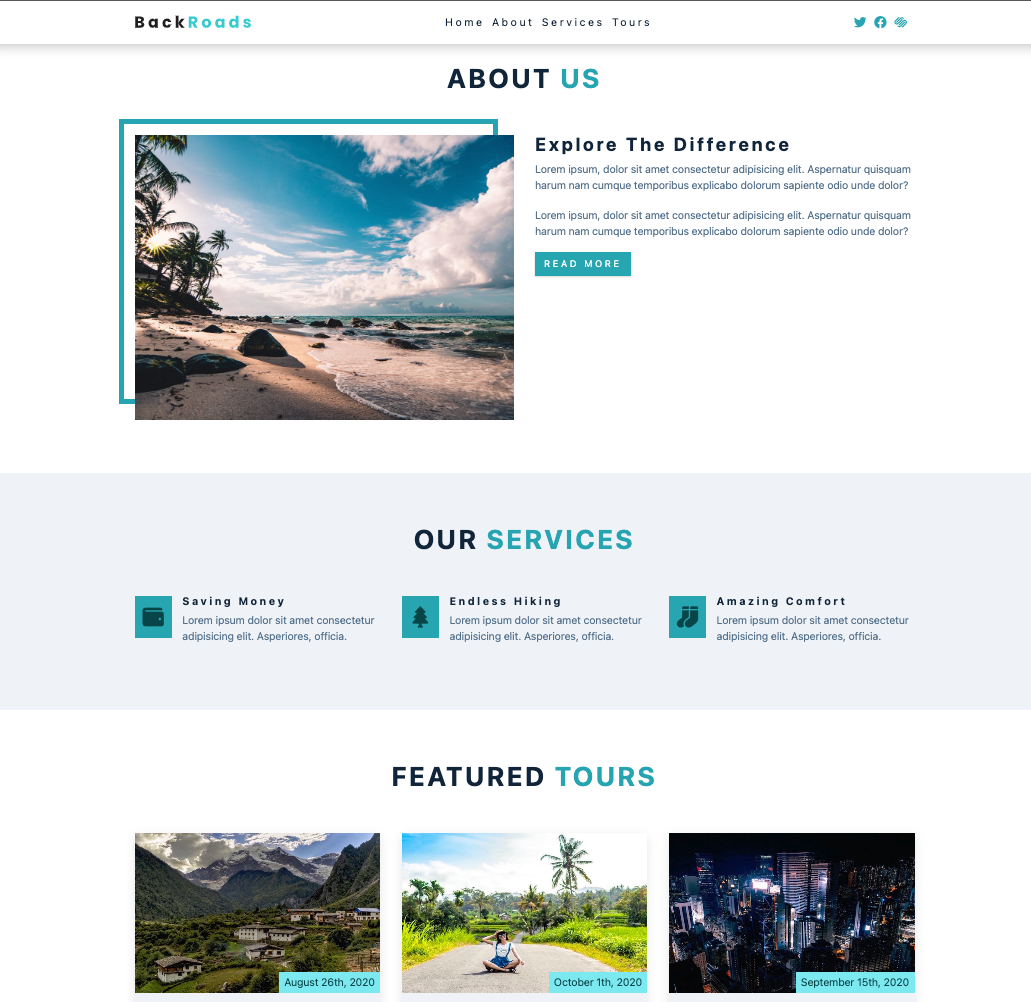 BackRoads
Home About Services Tours
ABOUT US
Explore The Difference
Lorem ipsum, dolor sit amet consectetur adipisicing elit. Aspernatur quisquam
harum nam cumque temporibus explicabo dolorum sapiente odio unde dolor?
Lorem ipsum, dolor sit amet consectetur adipisicing elit. Aspernatur quisquam
harum nam cumque temporibus explicabo dolorum sapiente odio unde dolor?
READ MORE
OUR SERVICES
Saving Money
Lorem ipsum dolor sit amet consectetur
adipisicing elit. Asperiores, officia.
Endless Hiking
Lorem ipsum dolor sit amet consectetur
adipisicing elit. Asperiores, officia.
Amazing Comfort
Lorem ipsum dolor sit amet consectetur
adipisicing elit. Asperiores, officia.
FEATURED TOURS
August 26th, 2020
October 1th, 2020
September 15th, 2020